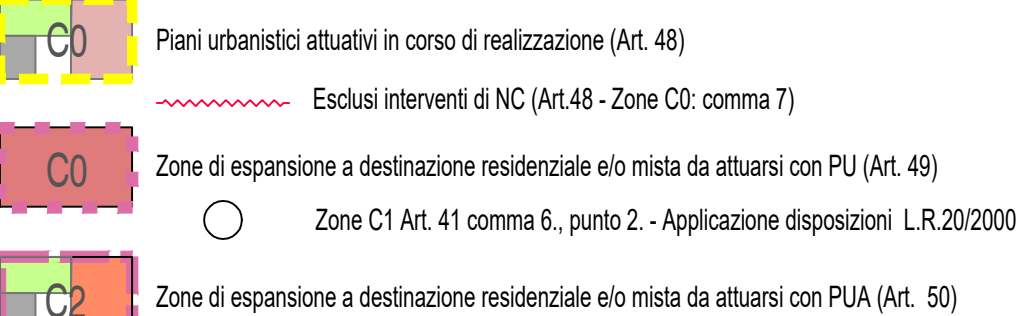 C0 Piani urbanistici attuativi in corso di realizzazione (Art. 48)
Esclusi interventi di NC (Art.48 - Zone C0: comma 7)
C0 Zone di espansione a destinazione residenziale e/o mista da attuarsi con PU (Art. 49)
Zone C1 Art. 41 comma 6., punto 2. - Applicazione disposizioni L.R.20/2000
C2 Zone di espansione a destinazione residenziale e/o mista da attuarsi con PUA (Art. 50)